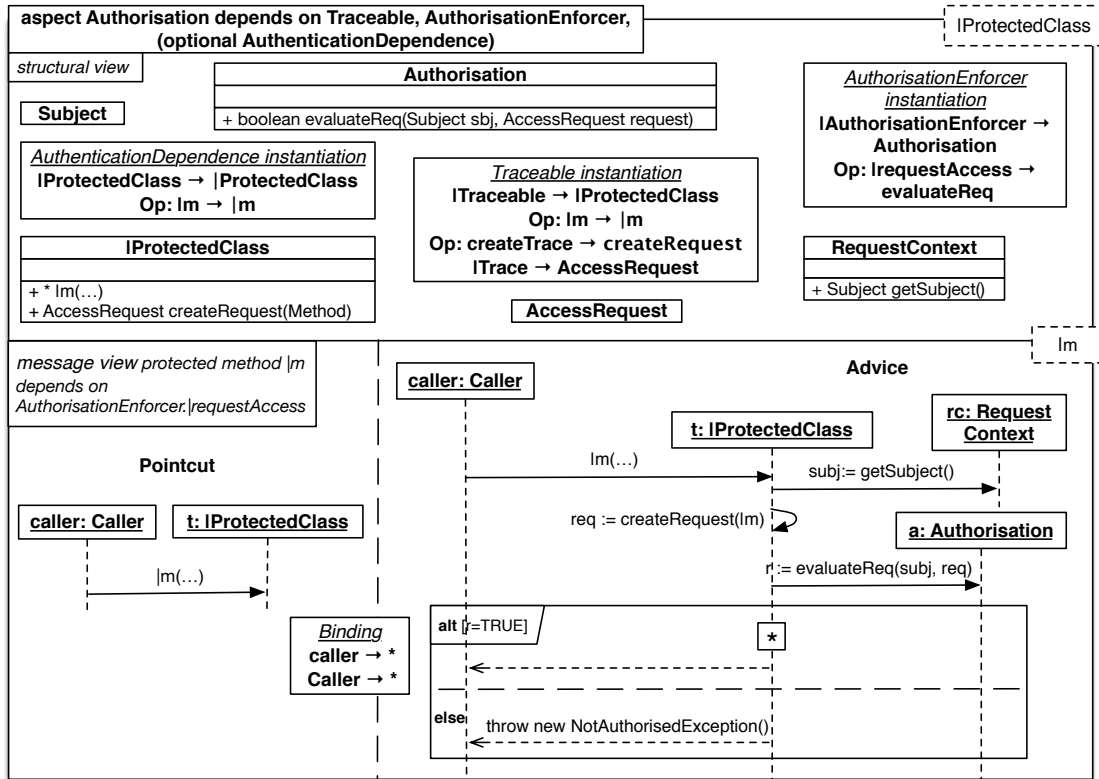 aspect Authorisation depends on Traceable, AuthorisationEnforcer,
(optional AuthenticationDependence)
|ProtectedClass
structural view
Authorisation
+ boolean evaluateReq(Subject sbj, AccessRequest request)
Subject
AuthorisationEnforcer
instantiation
|AuthorisationEnforcer →
Authorisation
Op: |requestAccess →
evaluateReq
AuthenticationDependence instantiation
|ProtectedClass → |ProtectedClass
Op: |m → |m
Traceable instantiation
|Traceable → |ProtectedClass
Op: |m → |m
Op: createTrace → createRequest
|Trace → AccessRequest
|ProtectedClass
+ * |m(...)
+ AccessRequest createRequest(Method)
RequestContext
+ Subject getSubject()
AccessRequest
|m
message view protected method |m
depends on
AuthorisationEnforcer.|requestAccess
Advice
caller: Caller
t: |ProtectedClass
rc: Request
Context
|m(...)
subj:= getSubject()
req := createRequest(|m)
a: Authorisation
r := evaluateReq(subj, req)
Pointcut
caller: Caller
t: |ProtectedClass
|m(...)
Binding
caller → *
Caller → *
alt [r=TRUE]
*
else
throw new NotAuthorisedException()